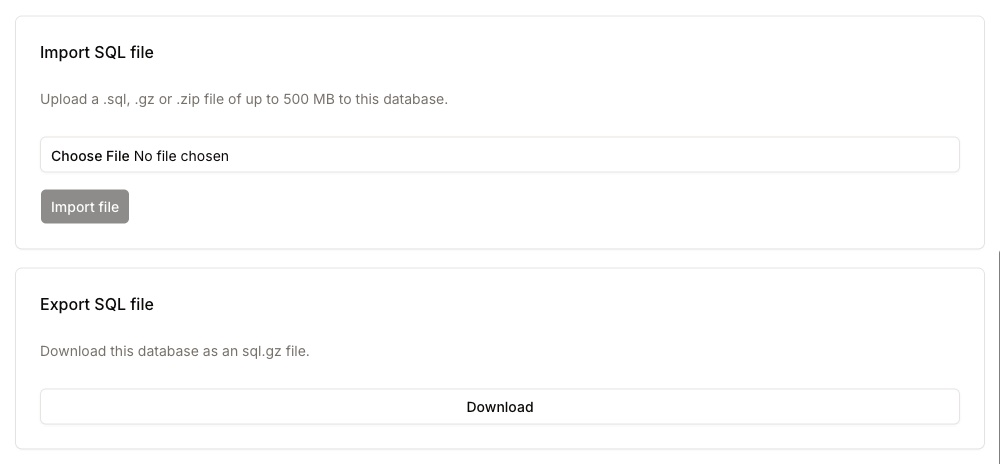 Import SQL file
Upload a .sql, .gz or .zip file of up to 500 MB to this database.
Choose File No file chosen
Import file
Export SQL file
Download this database as an sql.gz file.
Download